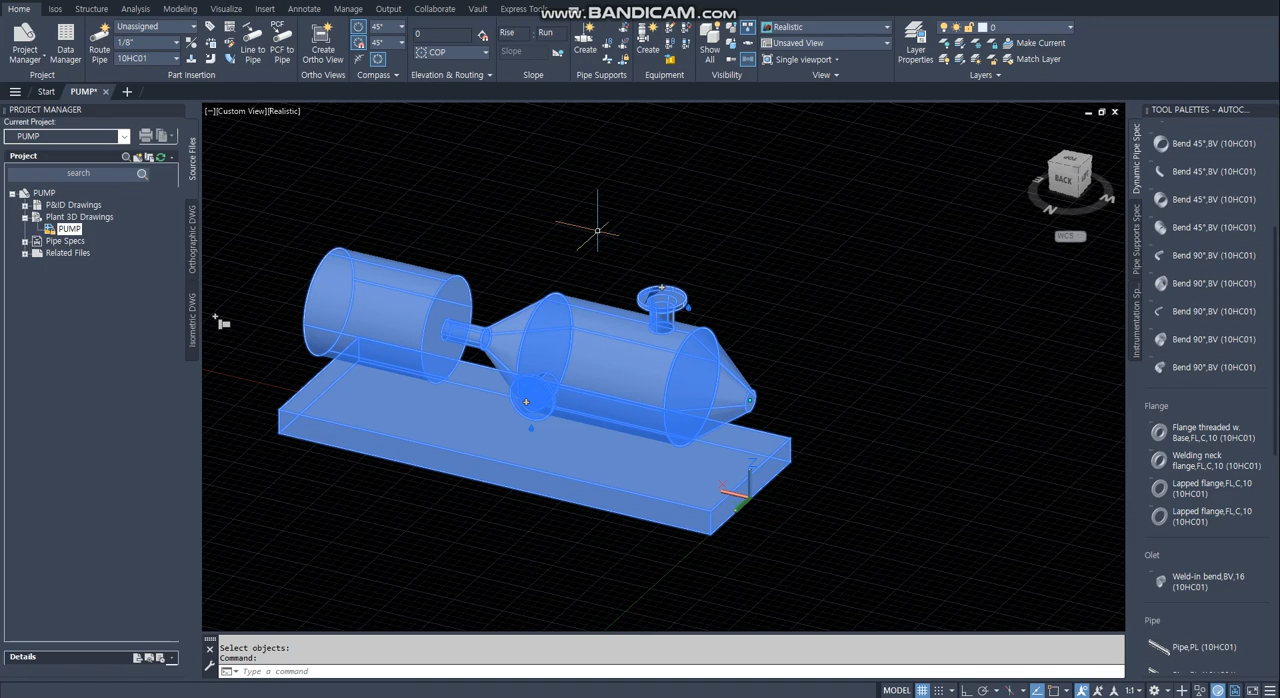 www.BANDICAM.com
Home Isos Structure Analysis Modeling Visualize Insert Annotate Manage Output Collaborate Vault Express Tools
Project Manager
Data Manager
Project
Route Pipe
Unassigned
1/8"
10HC01
Line to Pipe
PCF to Pipe
Part Insertion
Create Ortho View
Ortho Views
45°
45°
Compass
0
COP
Elevation & Routing
Rise Run
Slope
Slope
Create
Pipe Supports
Create
Equipment
Show All
Visibility
Realistic
Unsaved View
Single viewport
View
Layer Properties
0
Make Current
Match Layer
Layers
Start PUMP*
PROJECT MANAGER
Current Project:
PUMP
Project
search
PUMP
P&ID Drawings
Plant 3D Drawings
PUMP
Pipe Specs
Related Files
Details
Source Files
Orthographic DWG
Isometric DWG
[−][Custom View][Realistic]
TOP
BACK
N
WCS
X
Z
Select objects:
Command:
Type a command
TOOL PALETTES - AUTOC...
Dynamic Pipe Spec
Pipe Supports Spec
Instrumentation Sp...
Bend 45°,BV (10HC01)
Bend 45°,BV (10HC01)
Bend 45°,BV (10HC01)
Bend 45°,BV (10HC01)
Bend 90°,BV (10HC01)
Bend 90°,BV (10HC01)
Bend 90°,BV (10HC01)
Bend 90°,BV (10HC01)
Bend 90°,BV (10HC01)
Flange
Flange threaded w.
Base,FL,C,10 (10HC01)
Welding neck
flange,FL,C,10 (10HC01)
Lapped flange,FL,C,10
(10HC01)
Lapped flange,FL,C,10
(10HC01)
Olet
Weld-in bend,BV,16
(10HC01)
Pipe
Pipe,PL (10HC01)
MODEL
1:1